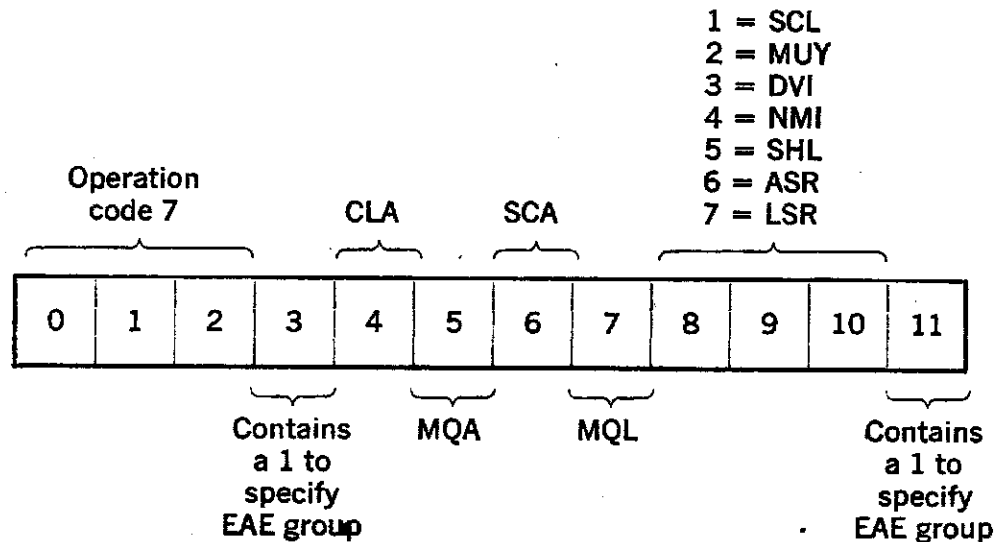 1 = SCL
2 = MUY
3 = DVI
4 = NMI
5 = SHL
6 = ASR
7 = LSR
Operation
code 7
CLA
SCA
0 1 2 3 4 5 6 7 8 9 10 11
Contains
a 1 to
specify
EAE group
MQA
MQL
Contains
a 1 to
specify
EAE group